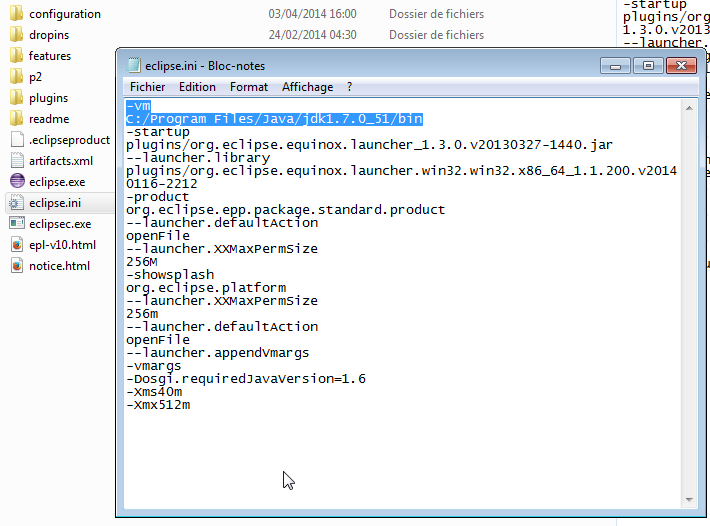 configuration 03/04/2014 16:00 Dossier de fichiers
dropins 24/02/2014 04:30 Dossier de fichiers
features
p2
plugins
readme
.eclipseproduct
artifacts.xml
eclipse.exe
eclipse.ini
eclipsec.exe
epl-v10.html
notice.html
eclipse.ini - Bloc-notes
Fichier Edition Format Affichage ?
-vm
C:/Program Files/Java/jdk1.7.0_51/bin
-startup
plugins/org.eclipse.equinox.launcher_1.3.0.v20130327-1440.jar
--launcher.library
plugins/org.eclipse.equinox.launcher.win32.win32.x86_64_1.1.200.v2014
0116-2212
-product
org.eclipse.epp.package.standard.product
--launcher.defaultAction
openFile
--launcher.XXMaxPermSize
256M
-showsplash
org.eclipse.platform
--launcher.XXMaxPermSize
256m
--launcher.defaultAction
openFile
--launcher.appendVmargs
-vmargs
-Dosgi.requiredJavaVersion=1.6
-Xms40m
-Xmx512m
-startup
plugins/org
1.3.0.v2013
--launcher.